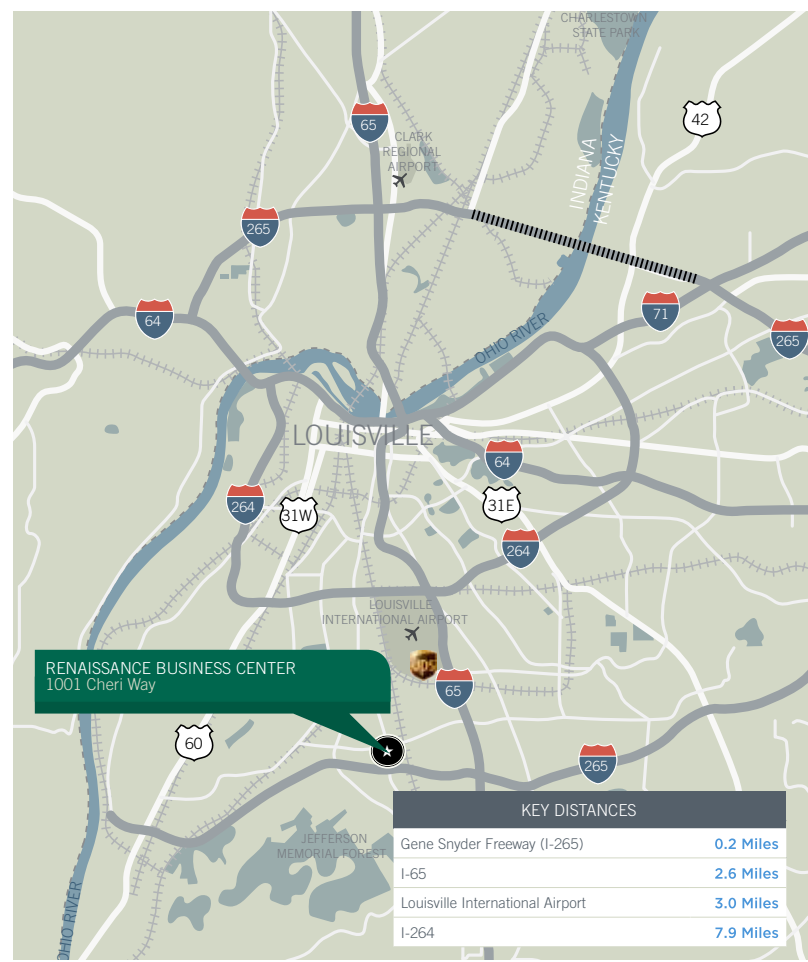 CHARLESTOWN
STATE PARK
65
42
CLARK
REGIONAL
AIRPORT
INDIANA
KENTUCKY
265
64
71
265
OHIO RIVER
LOUISVILLE
64
264
31W
31E
264
LOUISVILLE
INTERNATIONAL AIRPORT
ups
RENAISSANCE BUSINESS CENTER
1001 Cheri Way
65
60
265
JEFFERSON
MEMORIAL FOREST
OHIO RIVER
KEY DISTANCES
Gene Snyder Freeway (I-265) 0.2 Miles
I-65 2.6 Miles
Louisville International Airport 3.0 Miles
I-264 7.9 Miles